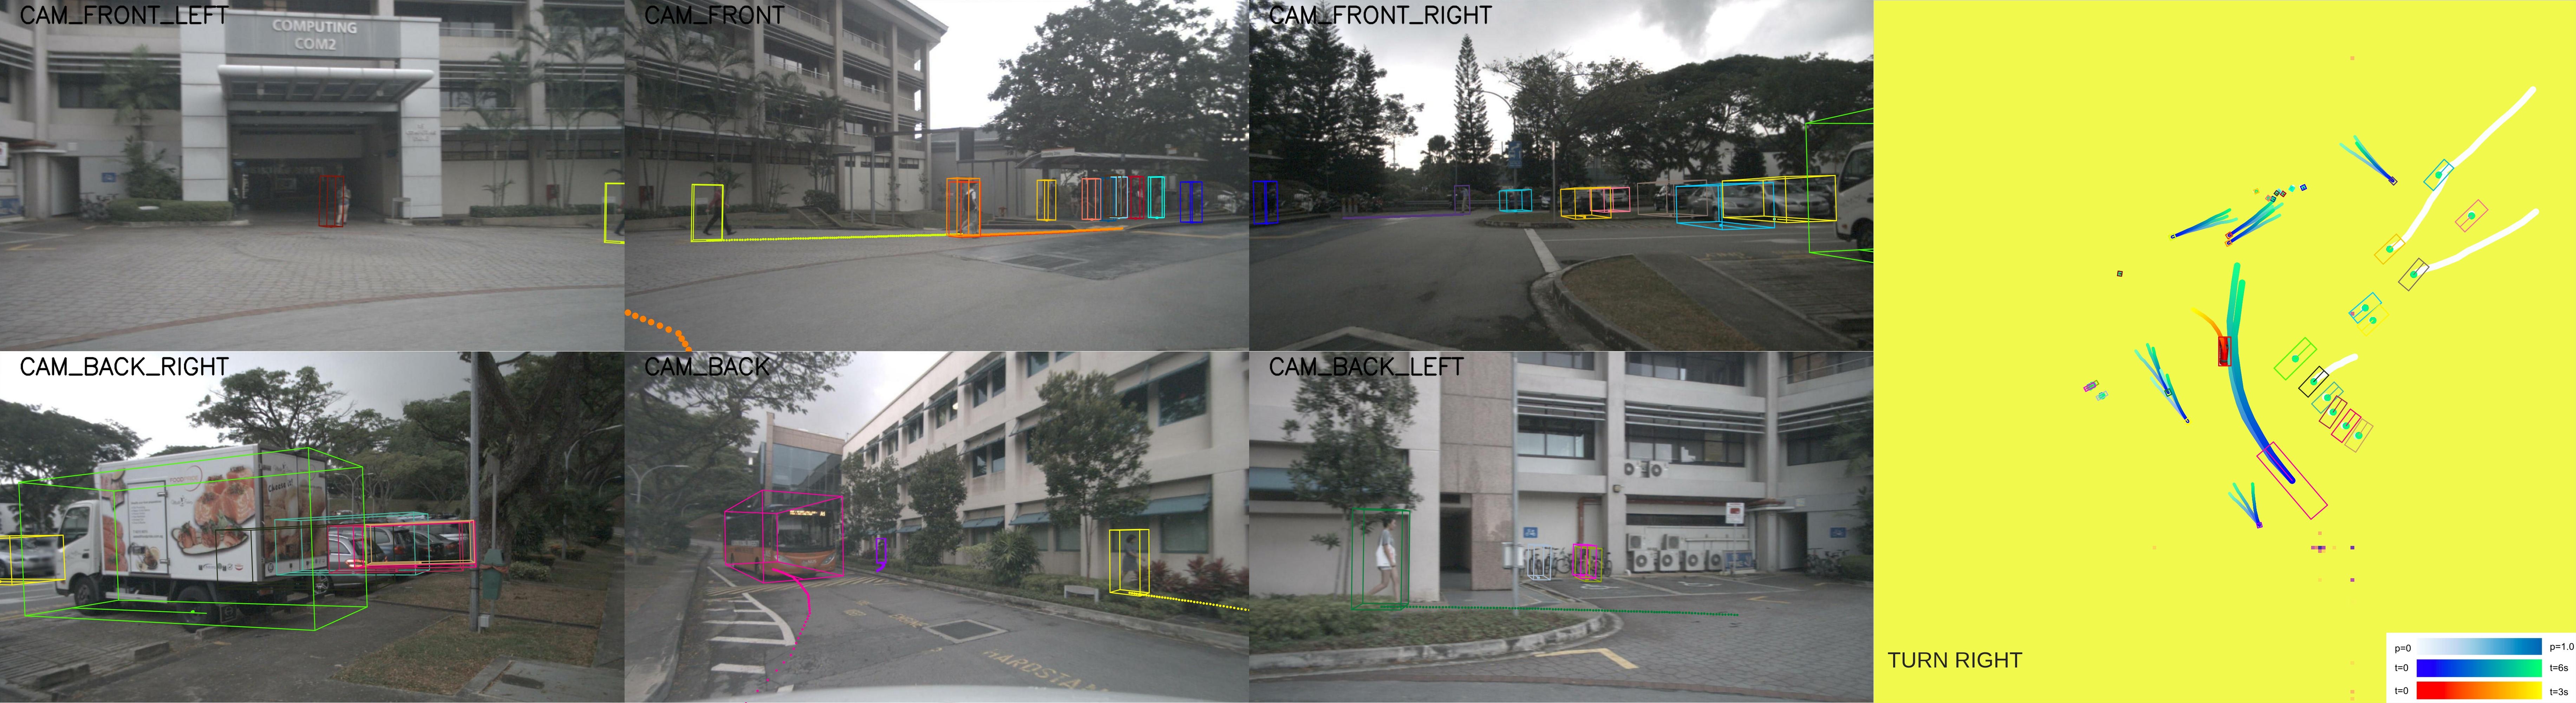 CAM_FRONT_LEFT
COMPUTING
COM2
CAM_FRONT
CAM_FRONT_RIGHT
CAM_BACK_RIGHT
CAM_BACK
CAM_BACK_LEFT
TURN RIGHT
p=0
p=1.0
t=0
t=6s
t=0
t=3s